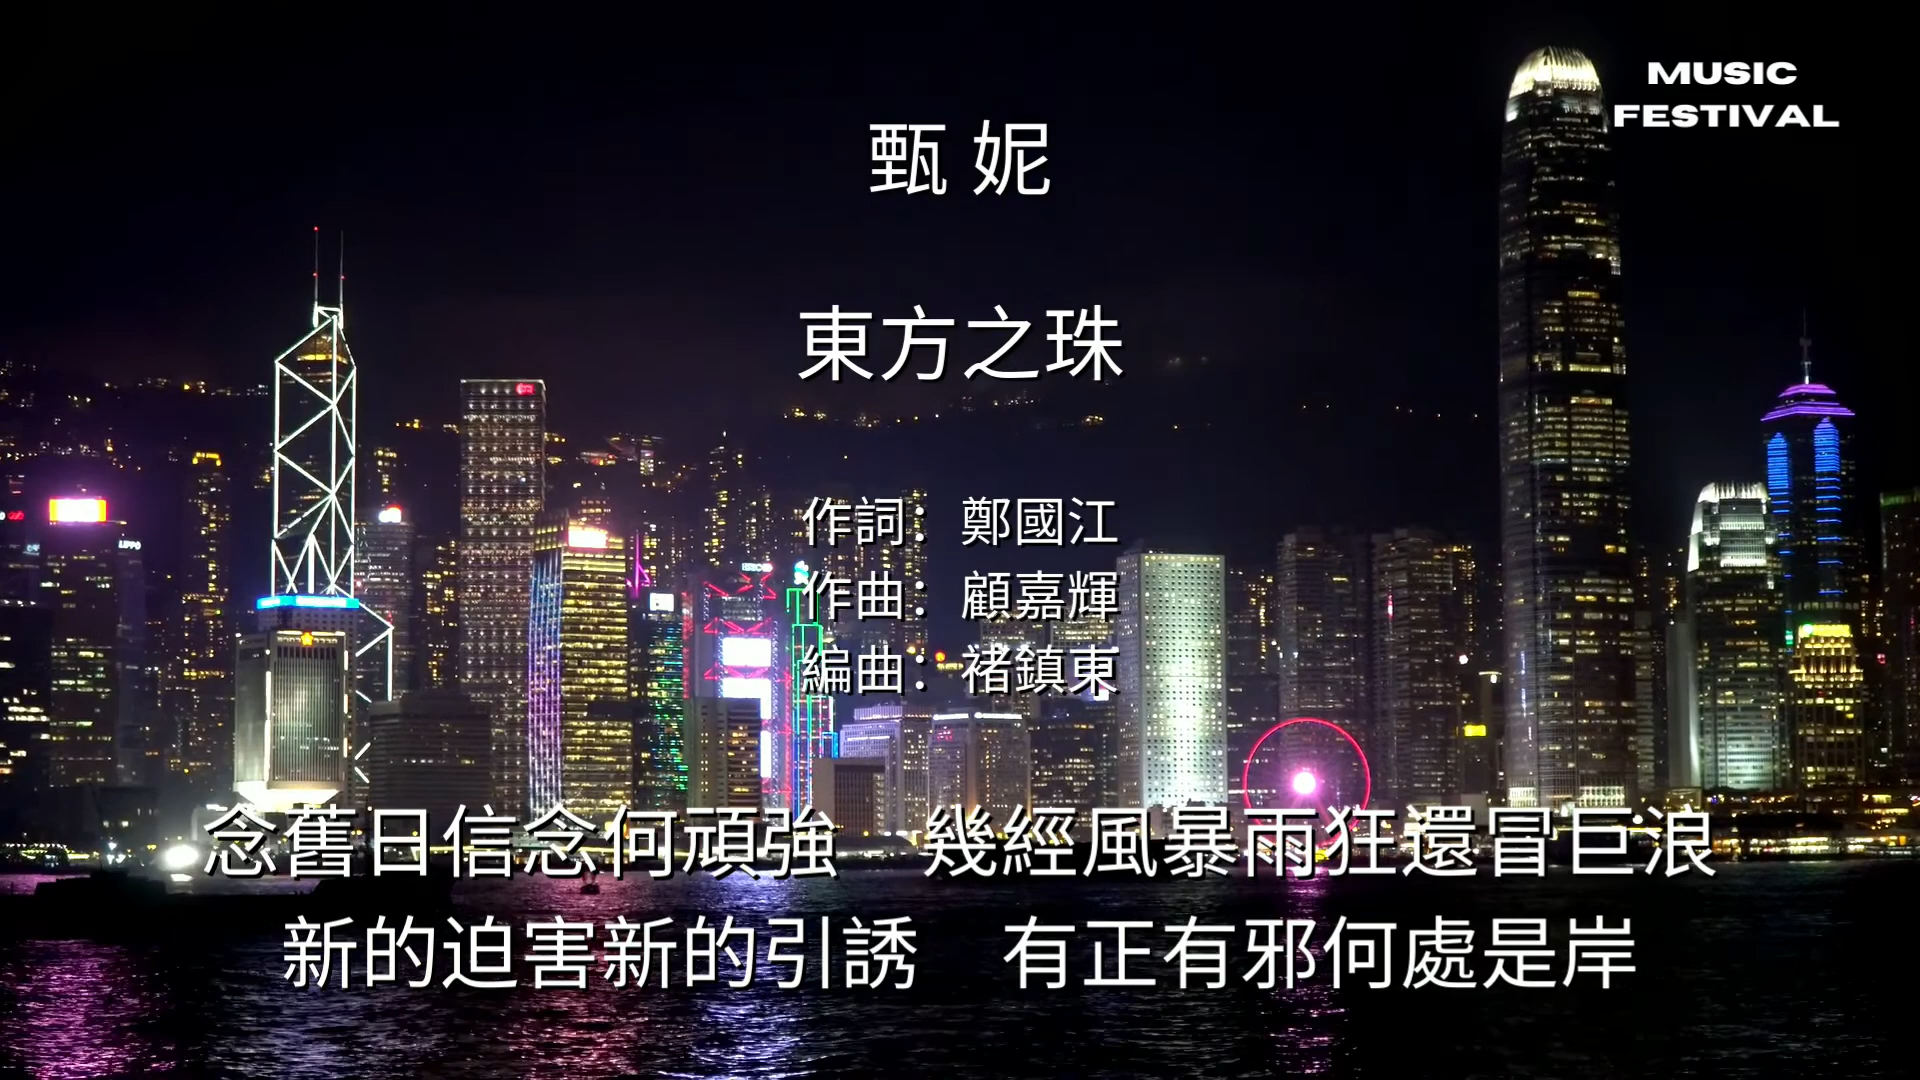 MUSIC
FESTIVAL
甄妮
東方之珠
作詞：鄭國江
作曲：顧嘉輝
編曲：褚鎮東
念舊日信念何頑強　幾經風暴雨狂還冒巨浪
新的迫害新的引誘　有正有邪何處是岸
LIPPO